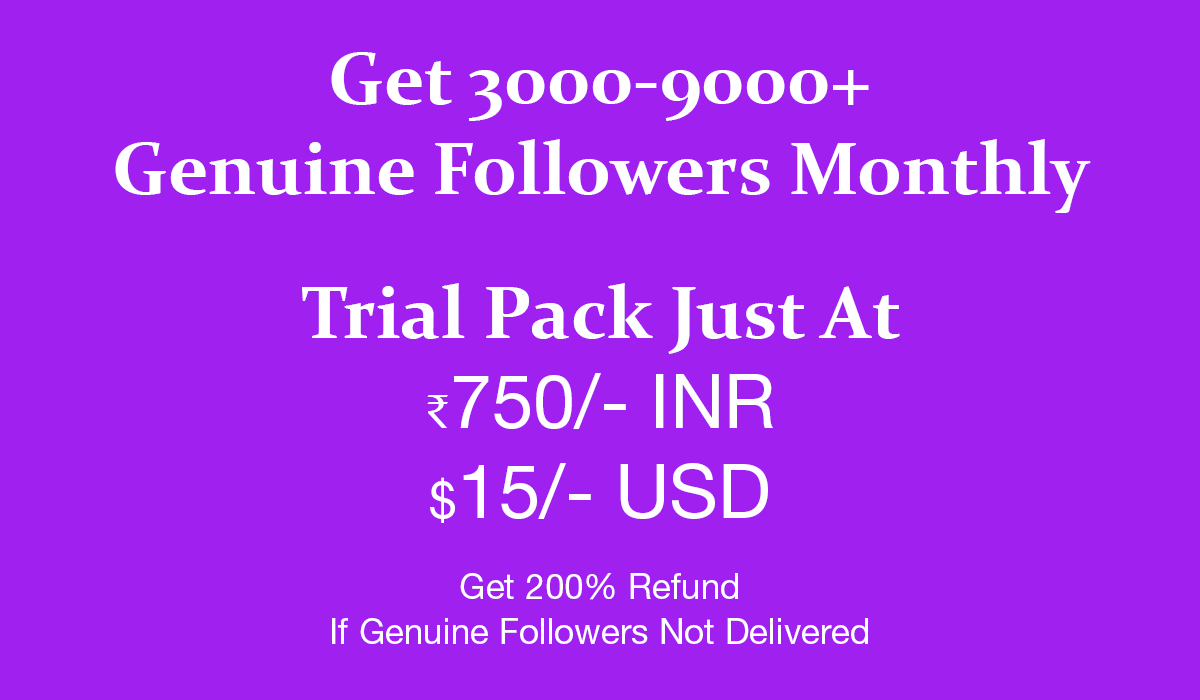 Get 3000-9000+
Genuine Followers Monthly
Trial Pack Just At
₹750/- INR
$15/- USD
Get 200% Refund
If Genuine Followers Not Delivered